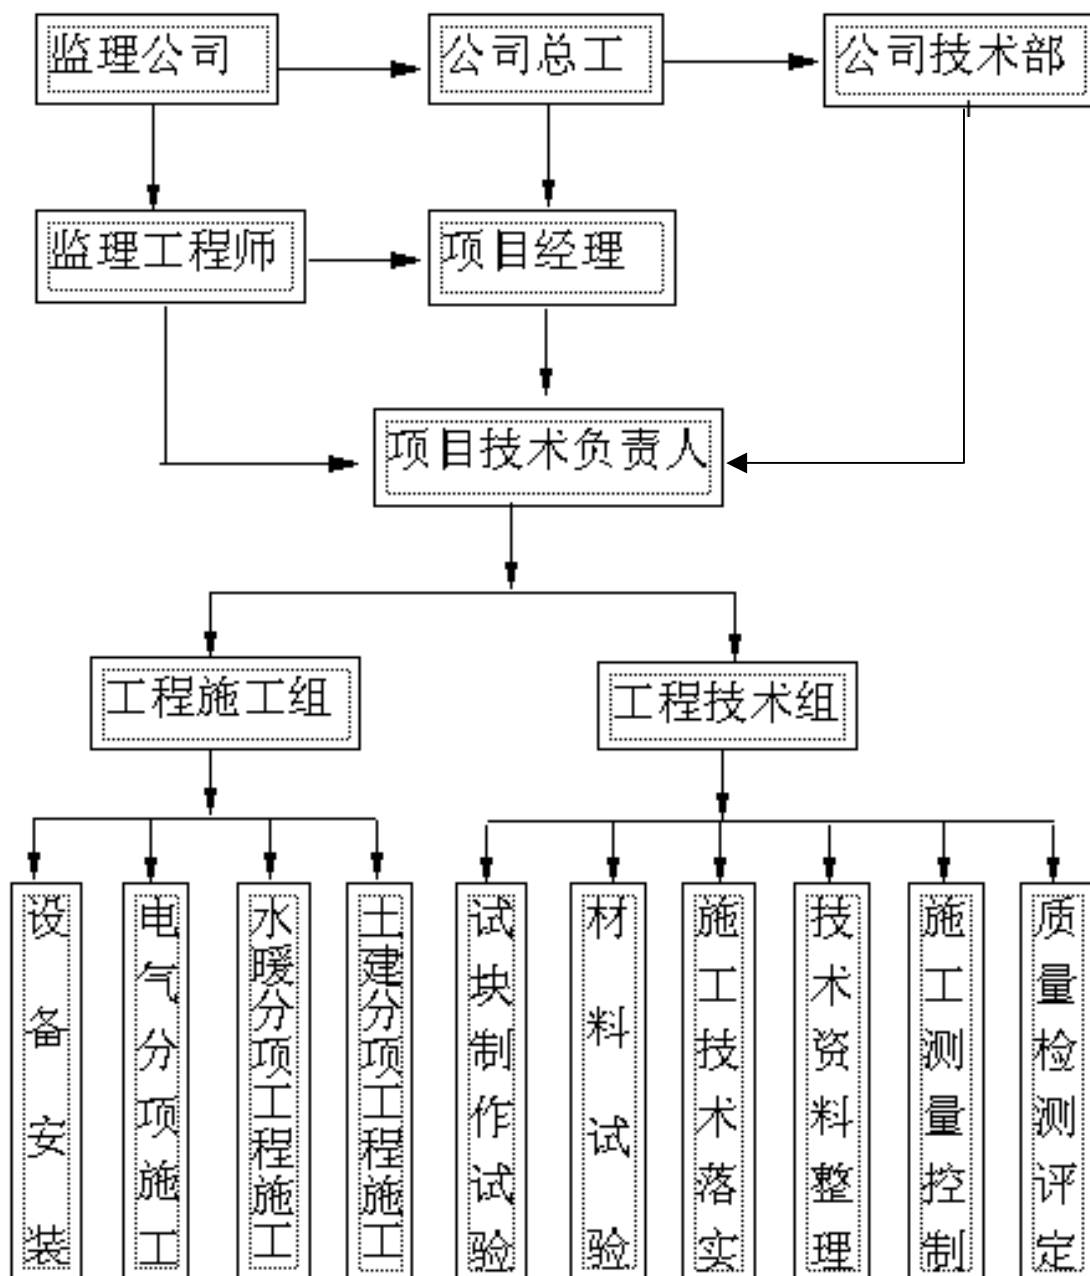 监理公司
公司总工
公司技术部
监理工程师
项目经理
项目技术负责人
工程施工组
工程技术组
设备安装
电气分项施工
水暖分项工程施工
土建分项工程施工
试块制作试验
材料试验
施工技术落实
技术资料整理
施工测量控制
质量检测评定